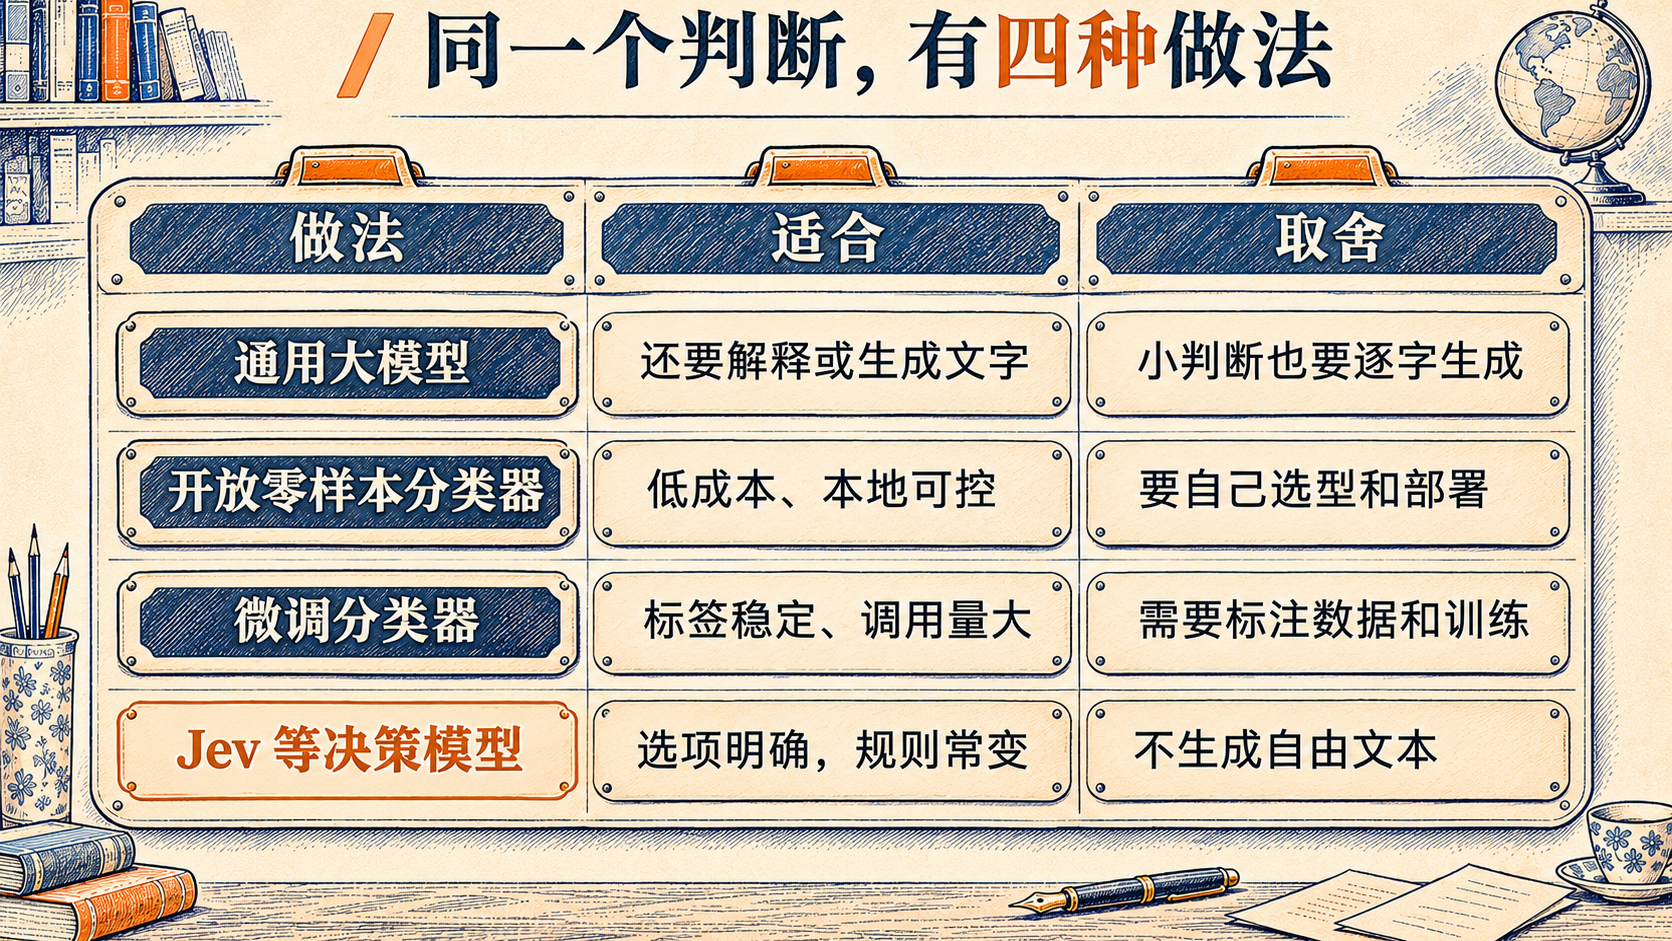 同一个判断，有四种做法
做法 适合 取舍
通用大模型 还要解释或生成文字 小判断也要逐字生成
开放零样本分类器 低成本、本地可控 要自己选型和部署
微调分类器 标签稳定、调用量大 需要标注数据和训练
Jev 等决策模型 选项明确，规则常变 不生成自由文本